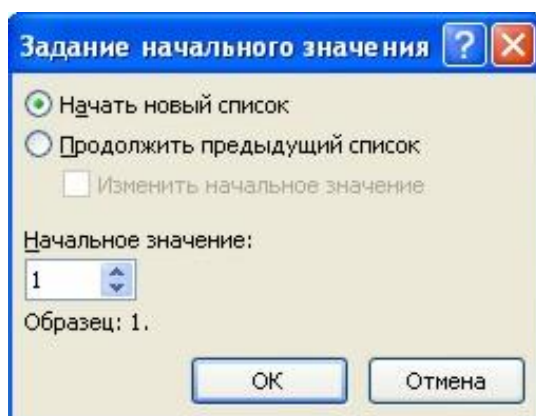 Задание начального значения
Начать новый список
Продолжить предыдущий список
Изменить начальное значение
Начальное значение:
1
Образец: 1.
ОК Отмена